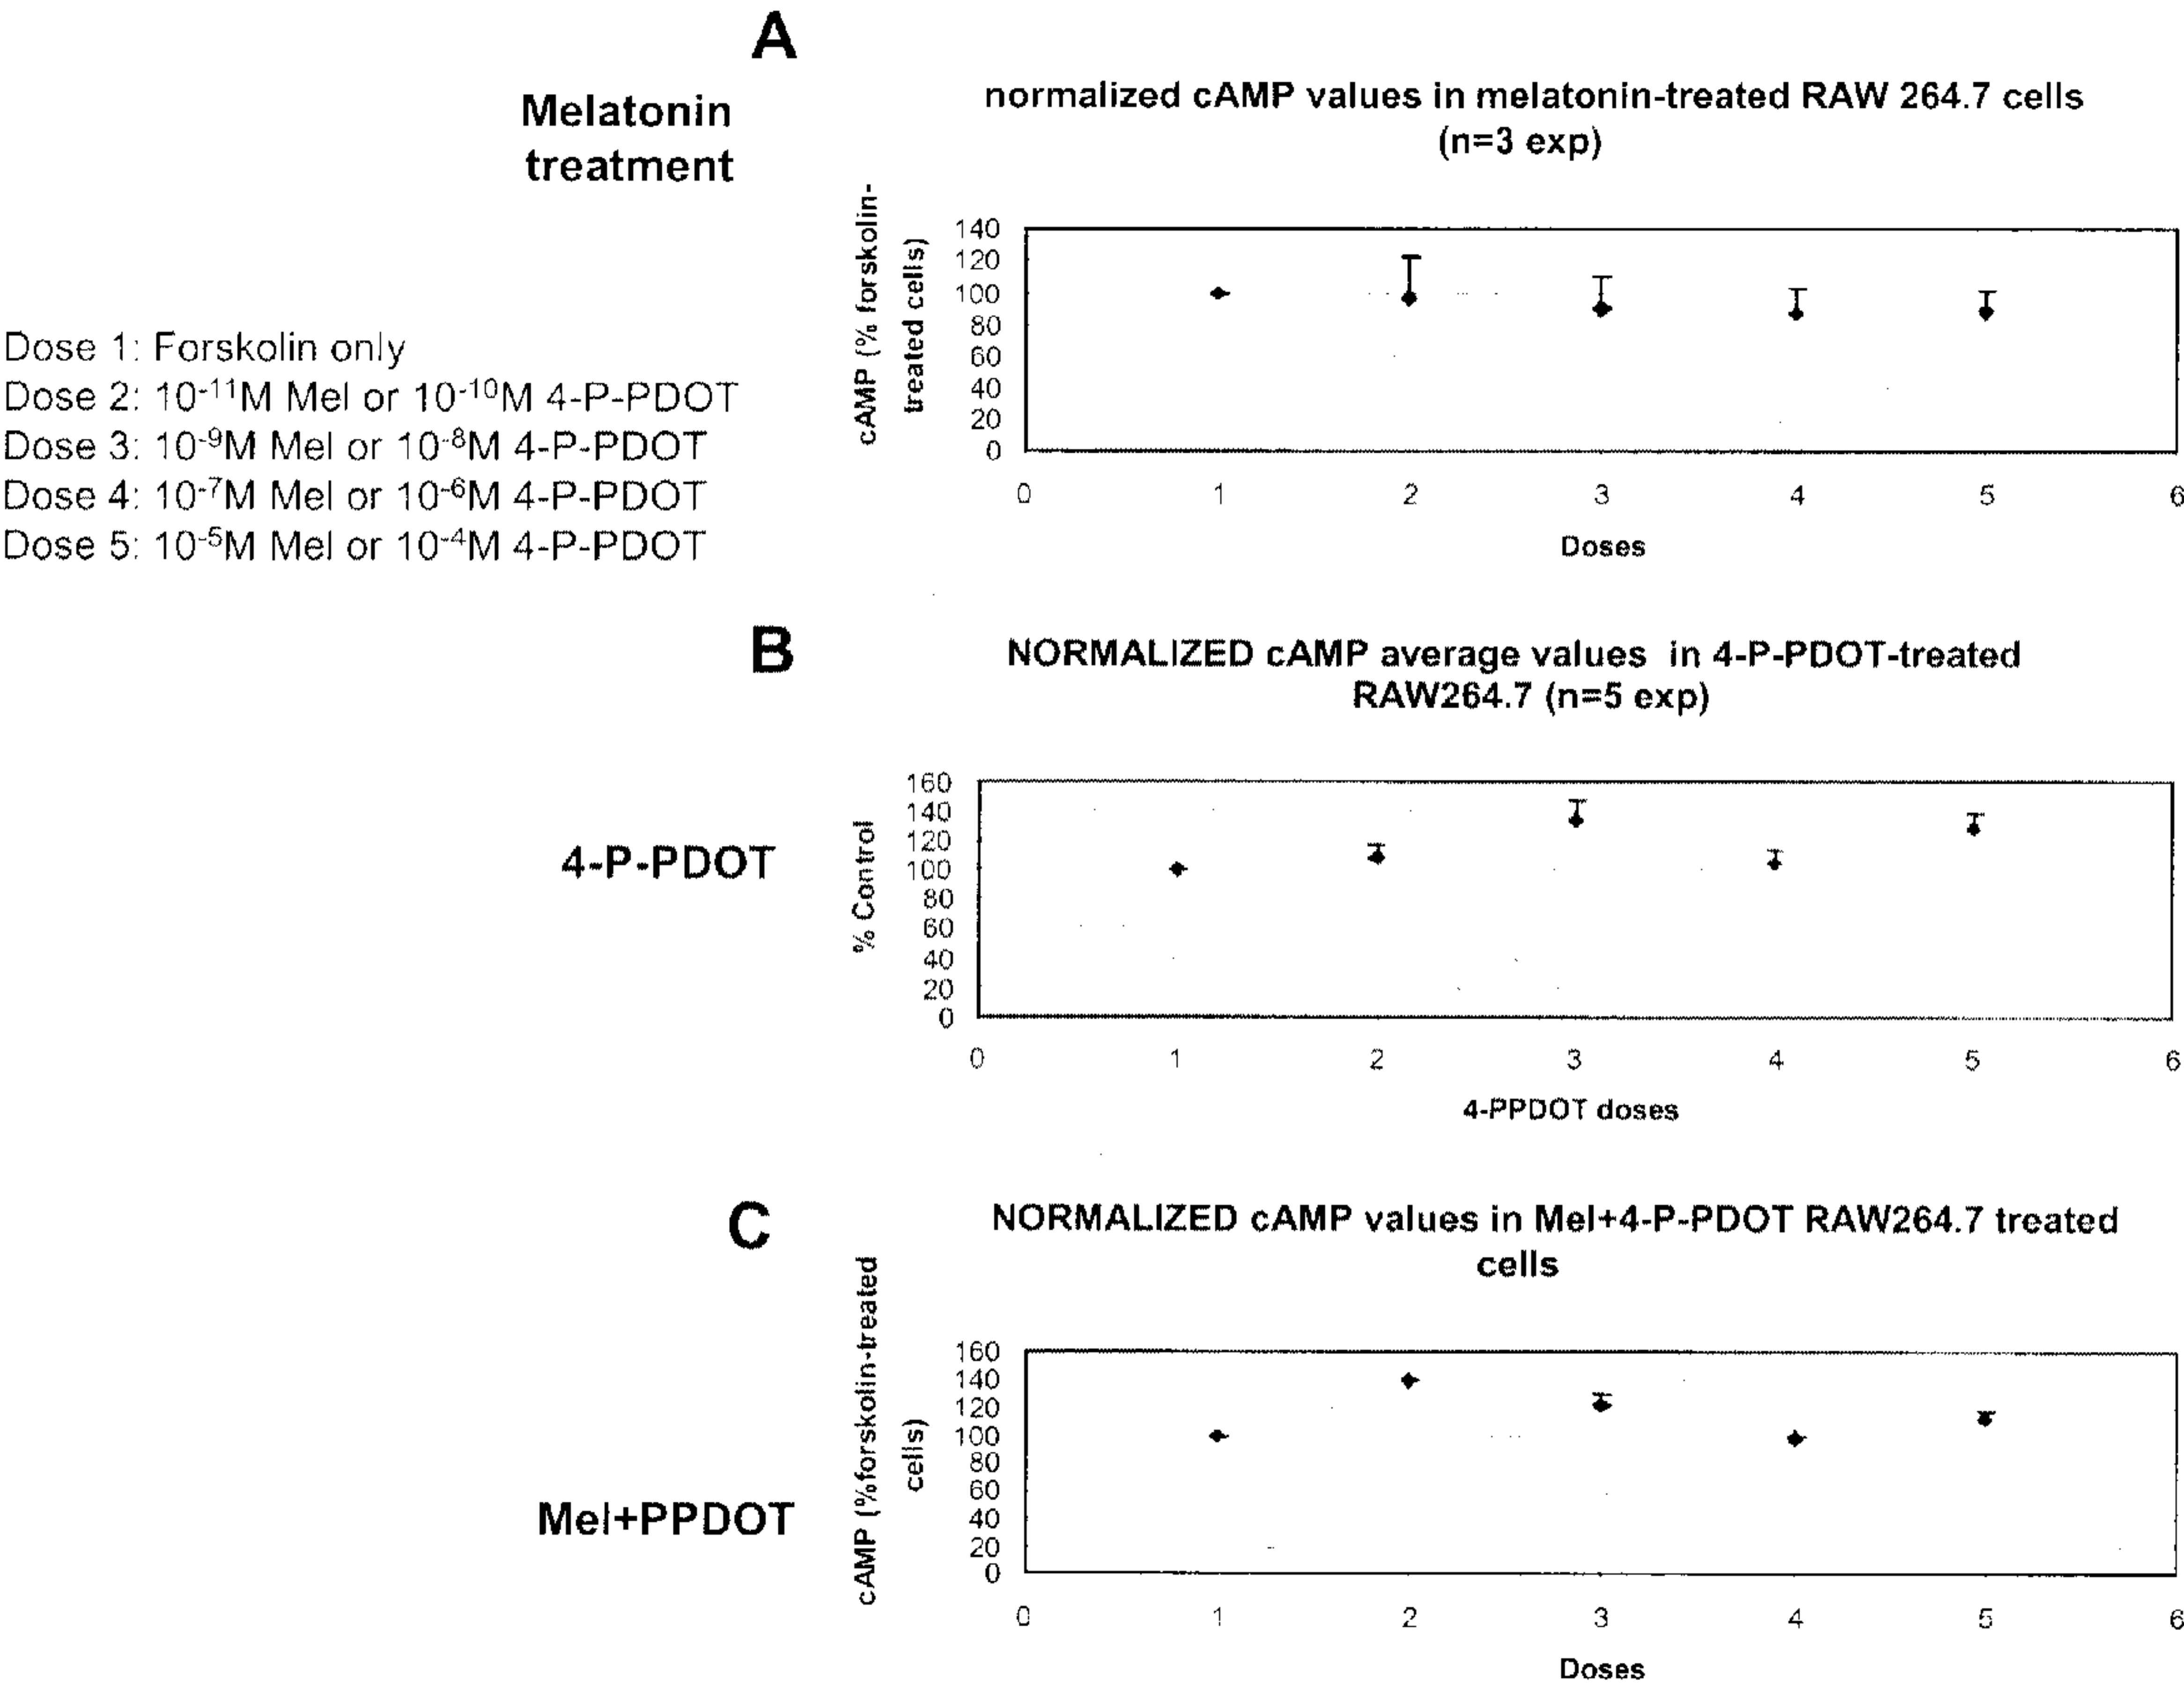 A
Melatonin
treatment
normalized cAMP values in melatonin-treated RAW 264.7 cells
(n=3 exp)
Dose 1: Forskolin only
Dose 2: 10⁻¹¹M Mel or 10⁻¹⁰M 4-P-PDOT
Dose 3: 10⁻⁹M Mel or 10⁻⁸M 4-P-PDOT
Dose 4: 10⁻⁷M Mel or 10⁻⁶M 4-P-PDOT
Dose 5: 10⁻⁵M Mel or 10⁻⁴M 4-P-PDOT
cAMP (% forskolin-
treated cells)
140
120
100
80
60
40
20
0
0 1 2 3 4 5 6
Doses
B
NORMALIZED cAMP average values in 4-P-PDOT-treated
RAW264.7 (n=5 exp)
4-P-PDOT
% Control
160
140
120
100
80
60
40
20
0
0 1 2 3 4 5 6
4-PPDOT doses
C
NORMALIZED cAMP values in Mel+4-P-PDOT RAW264.7 treated
cells
Mel+PPDOT
cAMP (%forskolin-treated
cells)
160
140
120
100
80
60
40
20
0
0 1 2 3 4 5 6
Doses